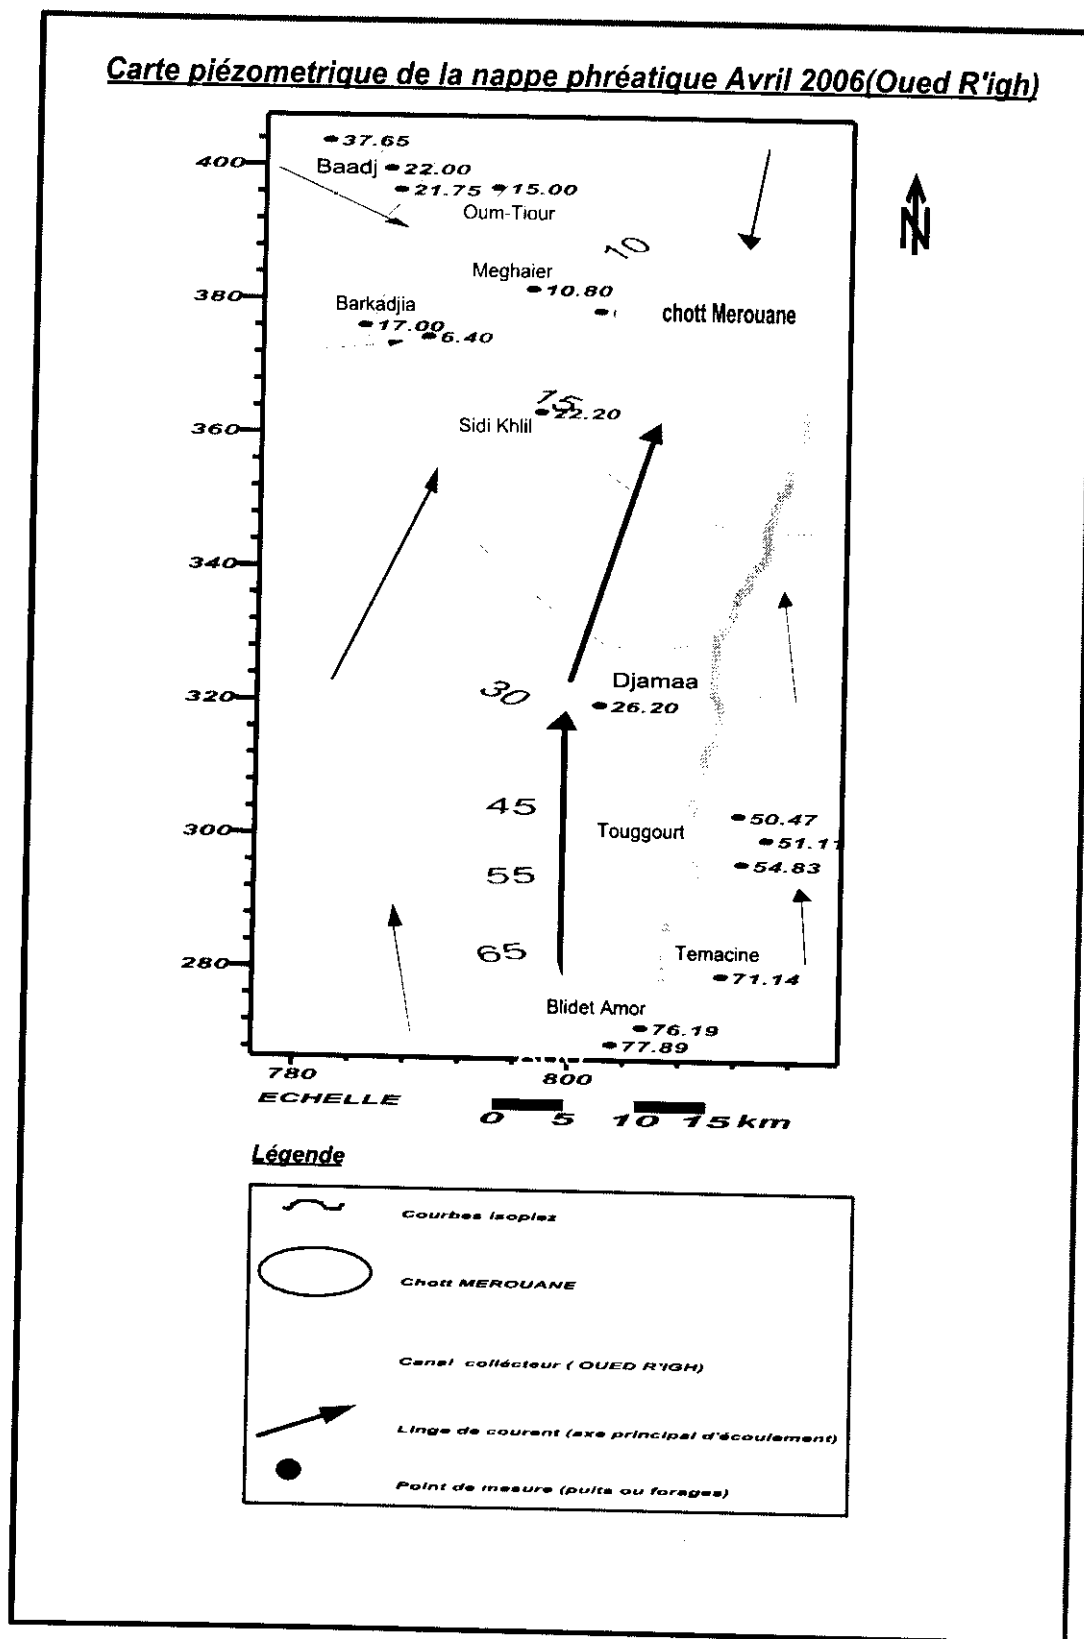 Carte piézometrique de la nappe phréatique Avril 2006(Oued R'igh)
37.65
400
Baadj 22.00
21.75 15.00
Oum-Tiour
N
10
Meghaier
10.80
380
chott Merouane
Barkadjia
17.00
6.40
15
22.20
360
Sidi Khlil
340
30
Djamaa
320
26.20
45
50.47
300
Touggourt
51.11
54.83
55
65
Temacine
280
71.14
Blidet Amor
76.19
77.89
780
800
ECHELLE
0 5 10 15 km
Légende
Courbes isopiez
Chott MEROUANE
Canal collécteur ( OUED R'IGH)
Linge de courent (axe principal d'écoulement)
Point de mesure (puits ou forages)